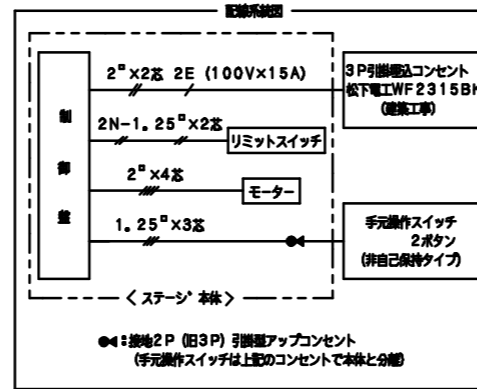 配線系統図
制御盤
2□×2芯 2E (100V×15A)
3P引掛埋込コンセント
松下電工WF2315BK
(建築工事)
2N-1.25□×2芯
リミットスイッチ
2□×4芯
モーター
1.25□×3芯
手元操作スイッチ
2ボタン
(非自己保持タイプ)
〈ステージ本体〉
:接地2P (旧3P) 引掛型アップコンセント
(手元操作スイッチは上記のコンセントで本体と分離)